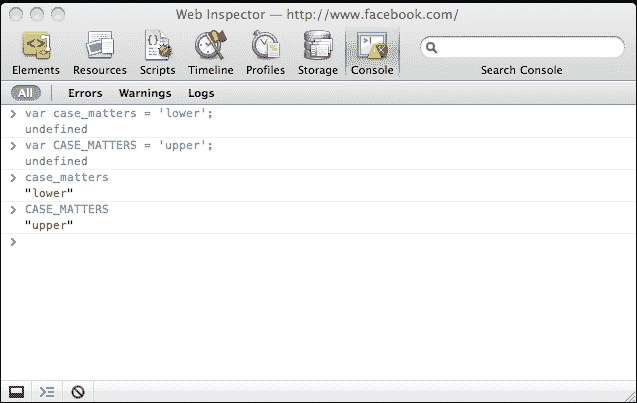 Web Inspector — http://www.facebook.com/
Elements Resources Scripts Timeline Profiles Storage Console Search Console
All Errors Warnings Logs
> var case_matters = 'lower';
undefined
> var CASE_MATTERS = 'upper';
undefined
> case_matters
"lower"
> CASE_MATTERS
"upper"
>